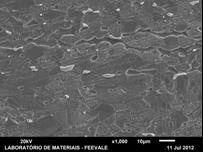 20kV x1,000 10µm 11 Jul 2012
LABORATÓRIO DE MATERIAIS - FEEVALE